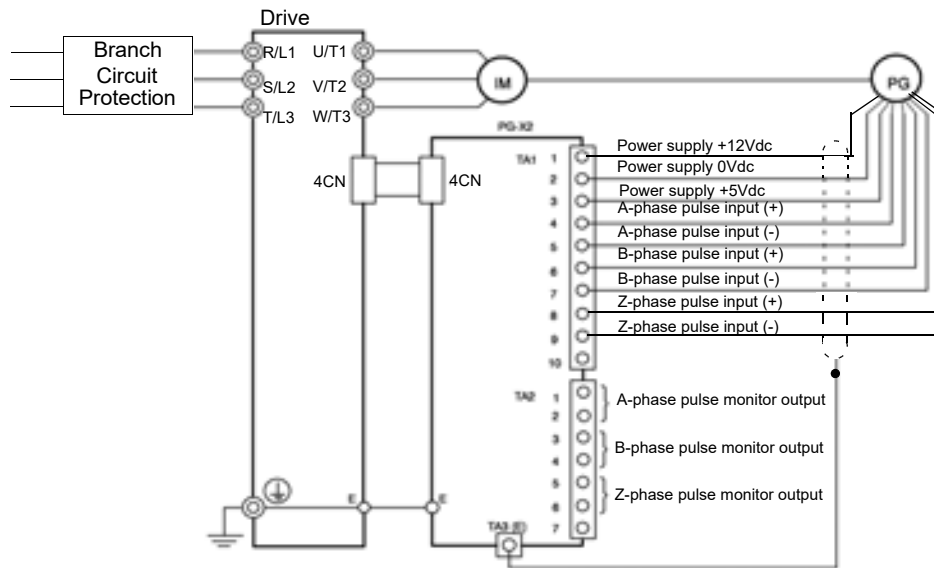 Drive
Branch
Circuit
Protection
R/L1 U/T1
S/L2 V/T2
T/L3 W/T3
IM
PG
PG-X2
4CN
4CN
TA1
1 Power supply +12Vdc
2 Power supply 0Vdc
3 Power supply +5Vdc
4 A-phase pulse input (+)
5 A-phase pulse input (-)
6 B-phase pulse input (+)
7 B-phase pulse input (-)
8 Z-phase pulse input (+)
9 Z-phase pulse input (-)
10
TA2
1
2
A-phase pulse monitor output
3
4
B-phase pulse monitor output
5
6
Z-phase pulse monitor output
7
E
E
TA3 (E)